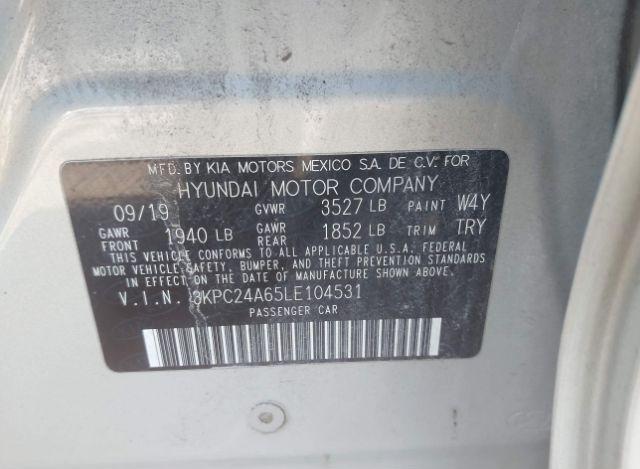 MFD. BY KIA MOTORS MEXICO S.A. DE C.V. FOR
HYUNDAI MOTOR COMPANY
09/19 GVWR 3527 LB PAINT W4Y
GAWR FRONT 1940 LB GAWR REAR 1852 LB TRIM TRY
THIS VEHICLE CONFORMS TO ALL APPLICABLE U.S.A. FEDERAL
MOTOR VEHICLE SAFETY, BUMPER, AND THEFT PREVENTION STANDARDS
IN EFFECT ON THE DATE OF MANUFACTURE SHOWN ABOVE.
V.I.N. 3KPC24A65LE104531
PASSENGER CAR